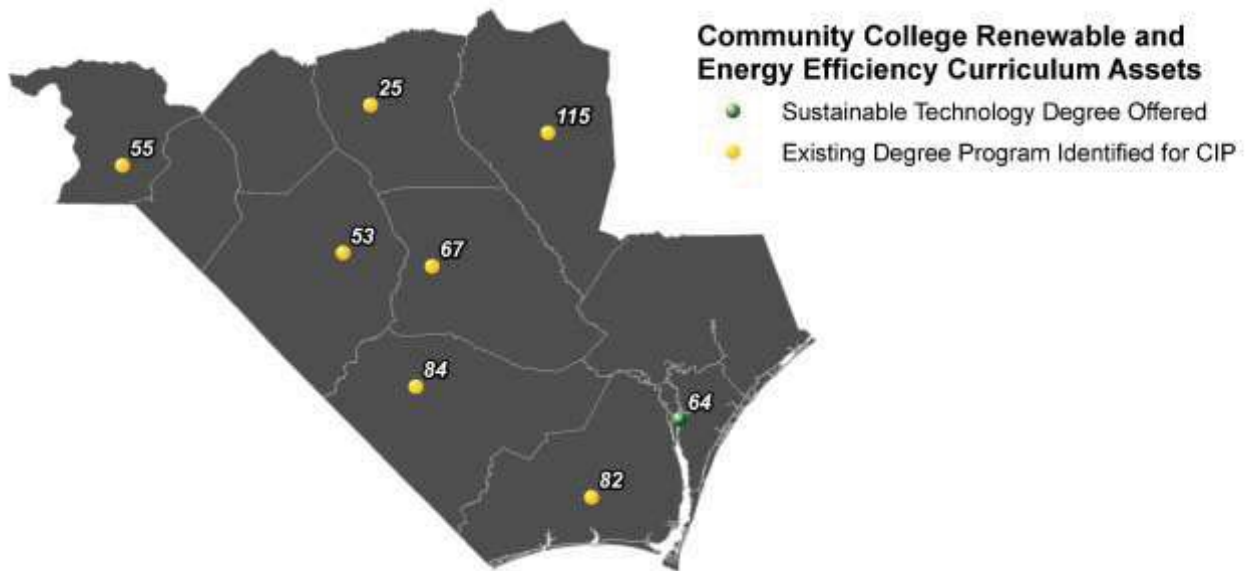 Community College Renewable and
Energy Efficiency Curriculum Assets
Sustainable Technology Degree Offered
Existing Degree Program Identified for CIP
25
115
55
53
67
84
64
82